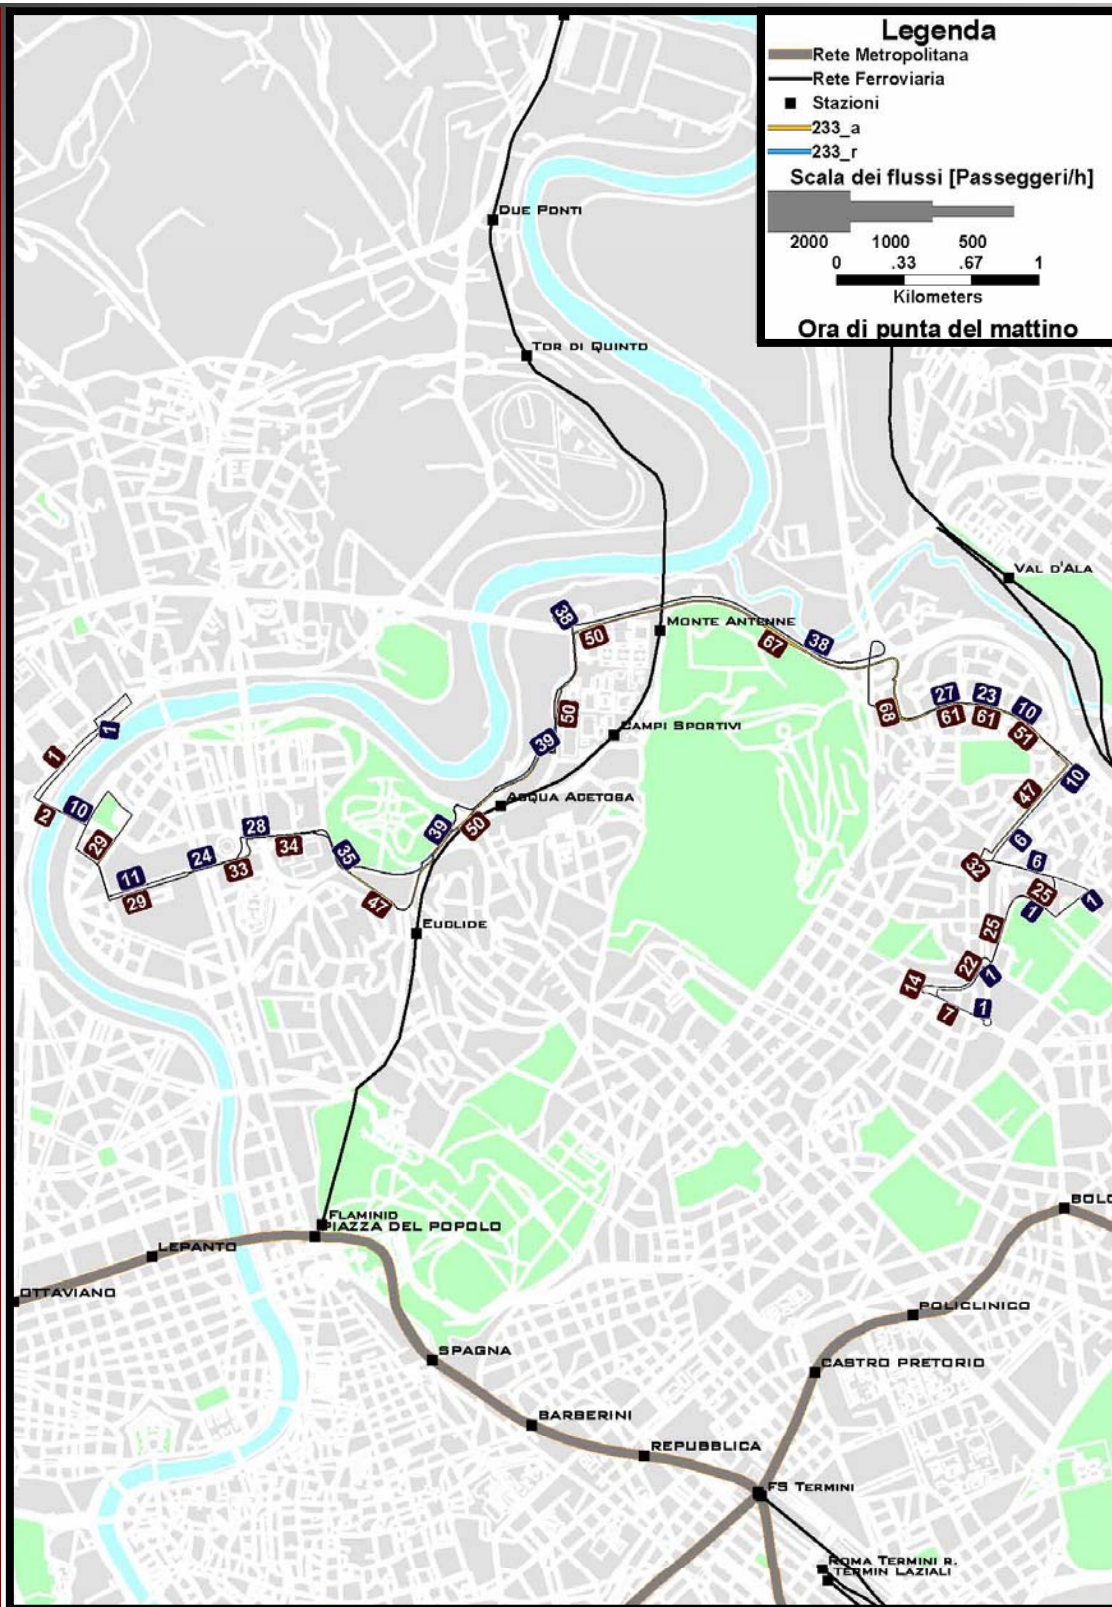 Legenda
Rete Metropolitana
Rete Ferroviaria
Stazioni
233_a
233_r
Scala dei flussi [Passeggeri/h]
2000 1000 500
0 .33 .67 1
Kilometers
Ora di punta del mattino
DUE PONTI
TOR DI QUINTO
VAL D'ALA
38
50
MONTE ANTENNE
67
38
68
27
23
10
61
61
51
50
39
CAMPI SPORTIVI
1
1
2
10
29
10
47
ACQUA ACETOSA
39
50
28
34
35
24
33
11
29
47
6
6
32
25
1
1
EUCLIDE
25
22
1
14
7
1
FLAMINIO
PIAZZA DEL POPOLO
LEPANTO
OTTAVIANO
BOLO
POLICLINICO
SPAGNA
CASTRO PRETORIO
BARBERINI
REPUBBLICA
FS TERMINI
ROMA TERMINI R.
TERMIN LAZIALI